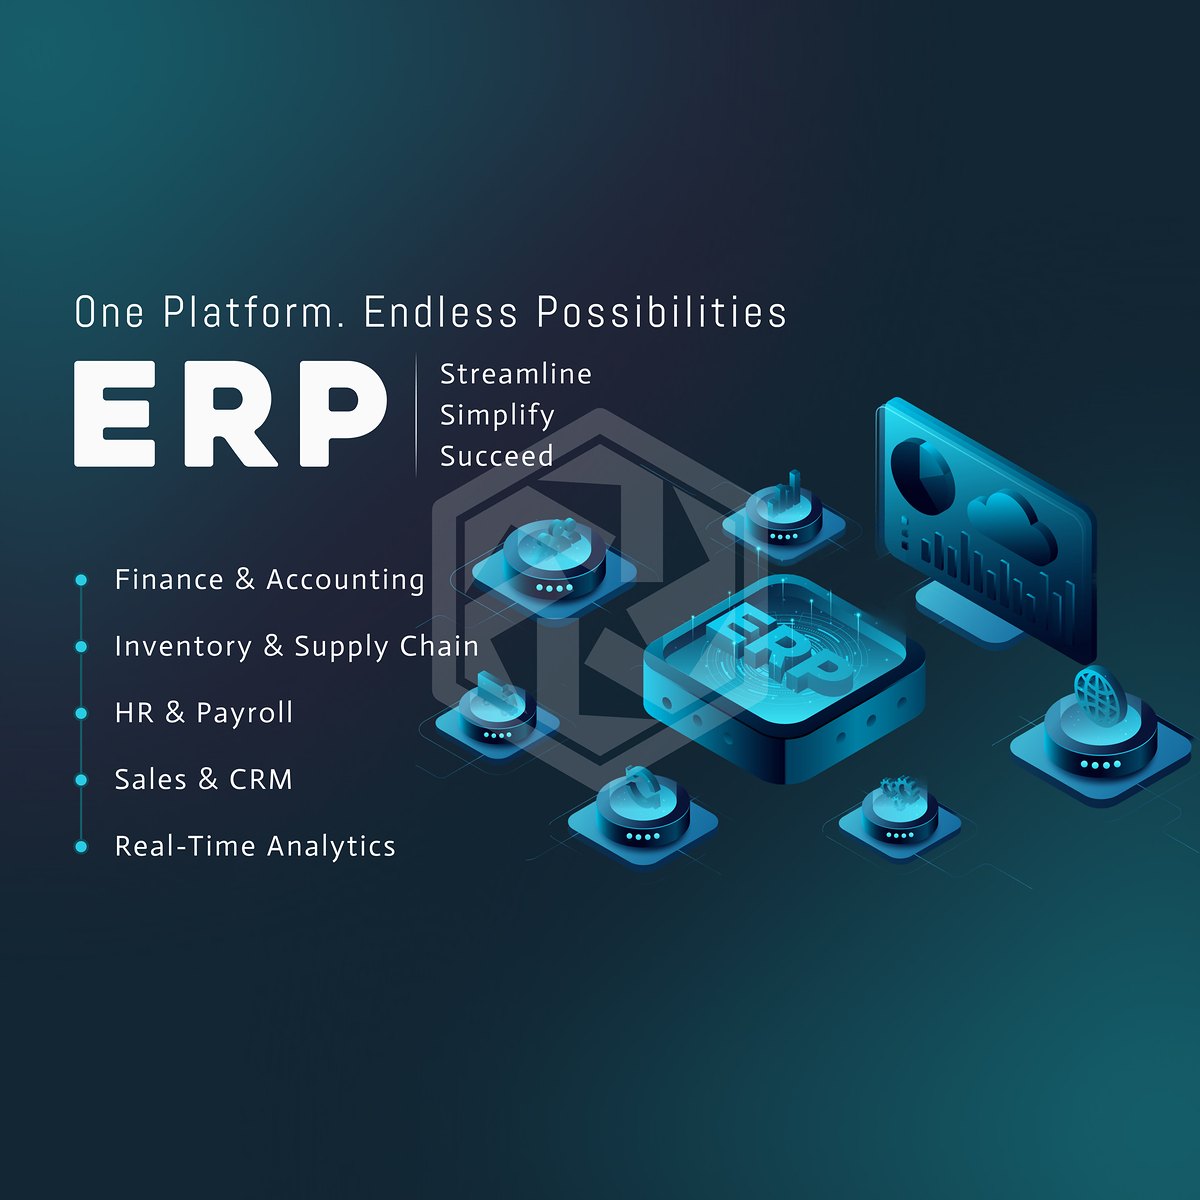 One Platform. Endless Possibilities
ERP
Streamline
Simplify
Succeed
Finance & Accounting
Inventory & Supply Chain
HR & Payroll
Sales & CRM
Real-Time Analytics
ERP